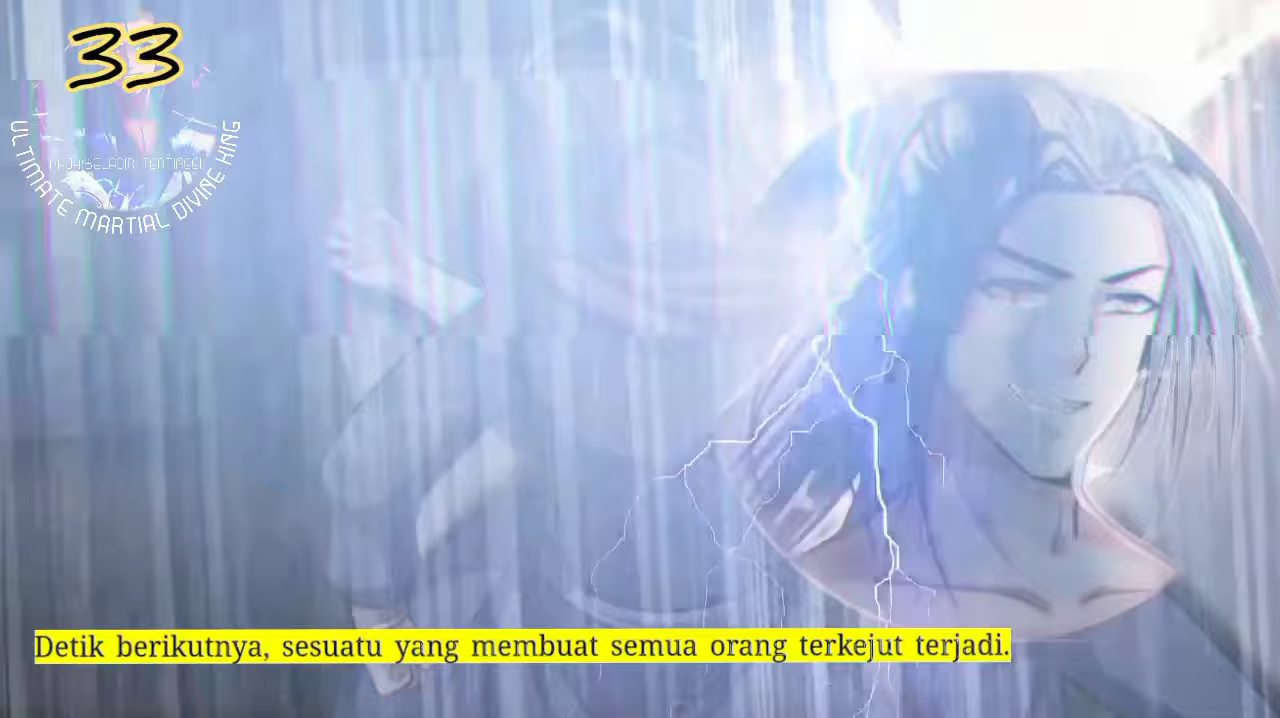 33
ULTIMATE MARTIAL DIVINE KING
Detik berikutnya, sesuatu yang membuat semua orang terkejut terjadi.